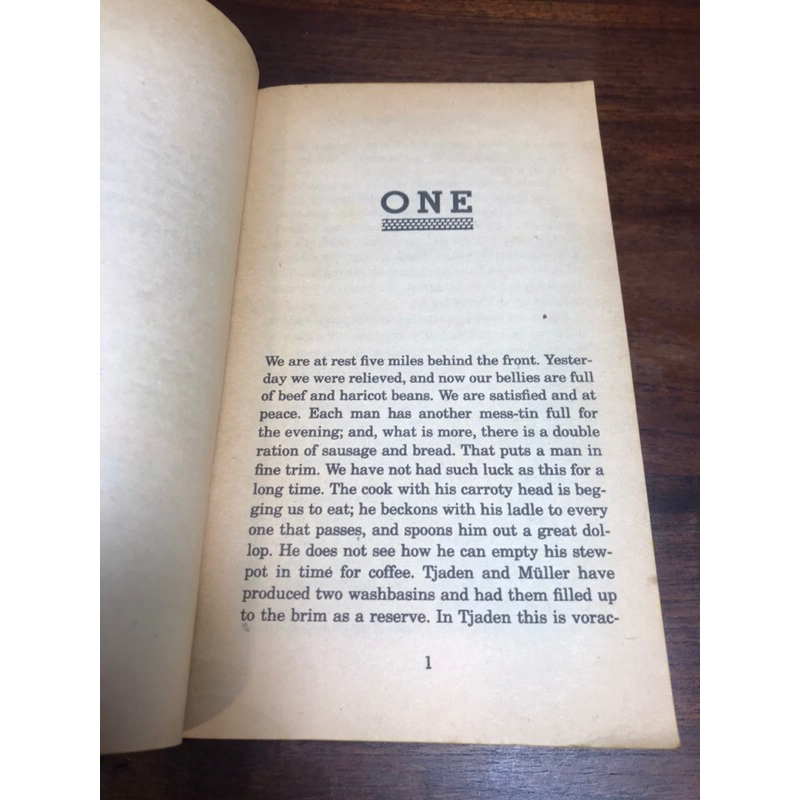 ONE
We are at rest five miles behind the front. Yester-
day we were relieved, and now our bellies are full
of beef and haricot beans. We are satisfied and at
peace. Each man has another mess-tin full for
the evening; and, what is more, there is a double
ration of sausage and bread. That puts a man in
fine trim. We have not had such luck as this for a
long time. The cook with his carroty head is beg-
ging us to eat; he beckons with his ladle to every
one that passes, and spoons him out a great dol-
lop. He does not see how he can empty his stew-
pot in time for coffee. Tjaden and Müller have
produced two washbasins and had them filled up
to the brim as a reserve. In Tjaden this is vorac-
1